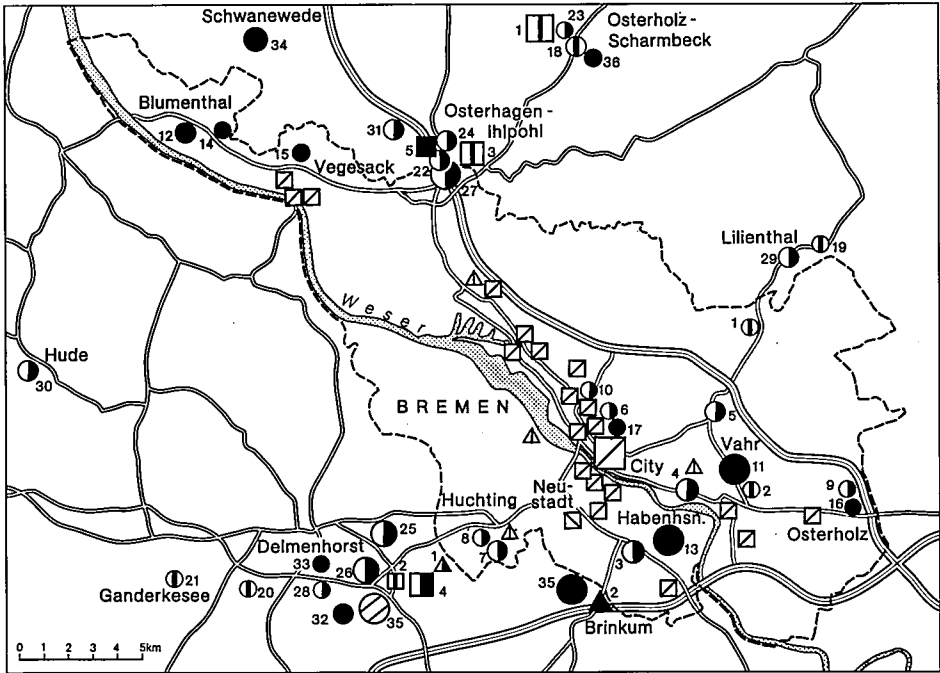 Schwanewede
34
1
23
Osterholz-
Scharmbeck
18
36
Blumenthal
12
14
15
Vegesack
31
Osterhagen-
Ihlpohl
24
5
3
22
27
Lilienthal
29
19
1
Weser
Hude
30
BREMEN
10
6
17
5
City
Vahr
11
4
2
9
16
Osterholz
Neu-
stadt
Huchting
8
7
Habenhsn.
13
3
25
Delmenhorst
33
26
2
1
4
21
Ganderkesee
20
28
32
35
35
2
Brinkum
0 1 2 3 4 5km